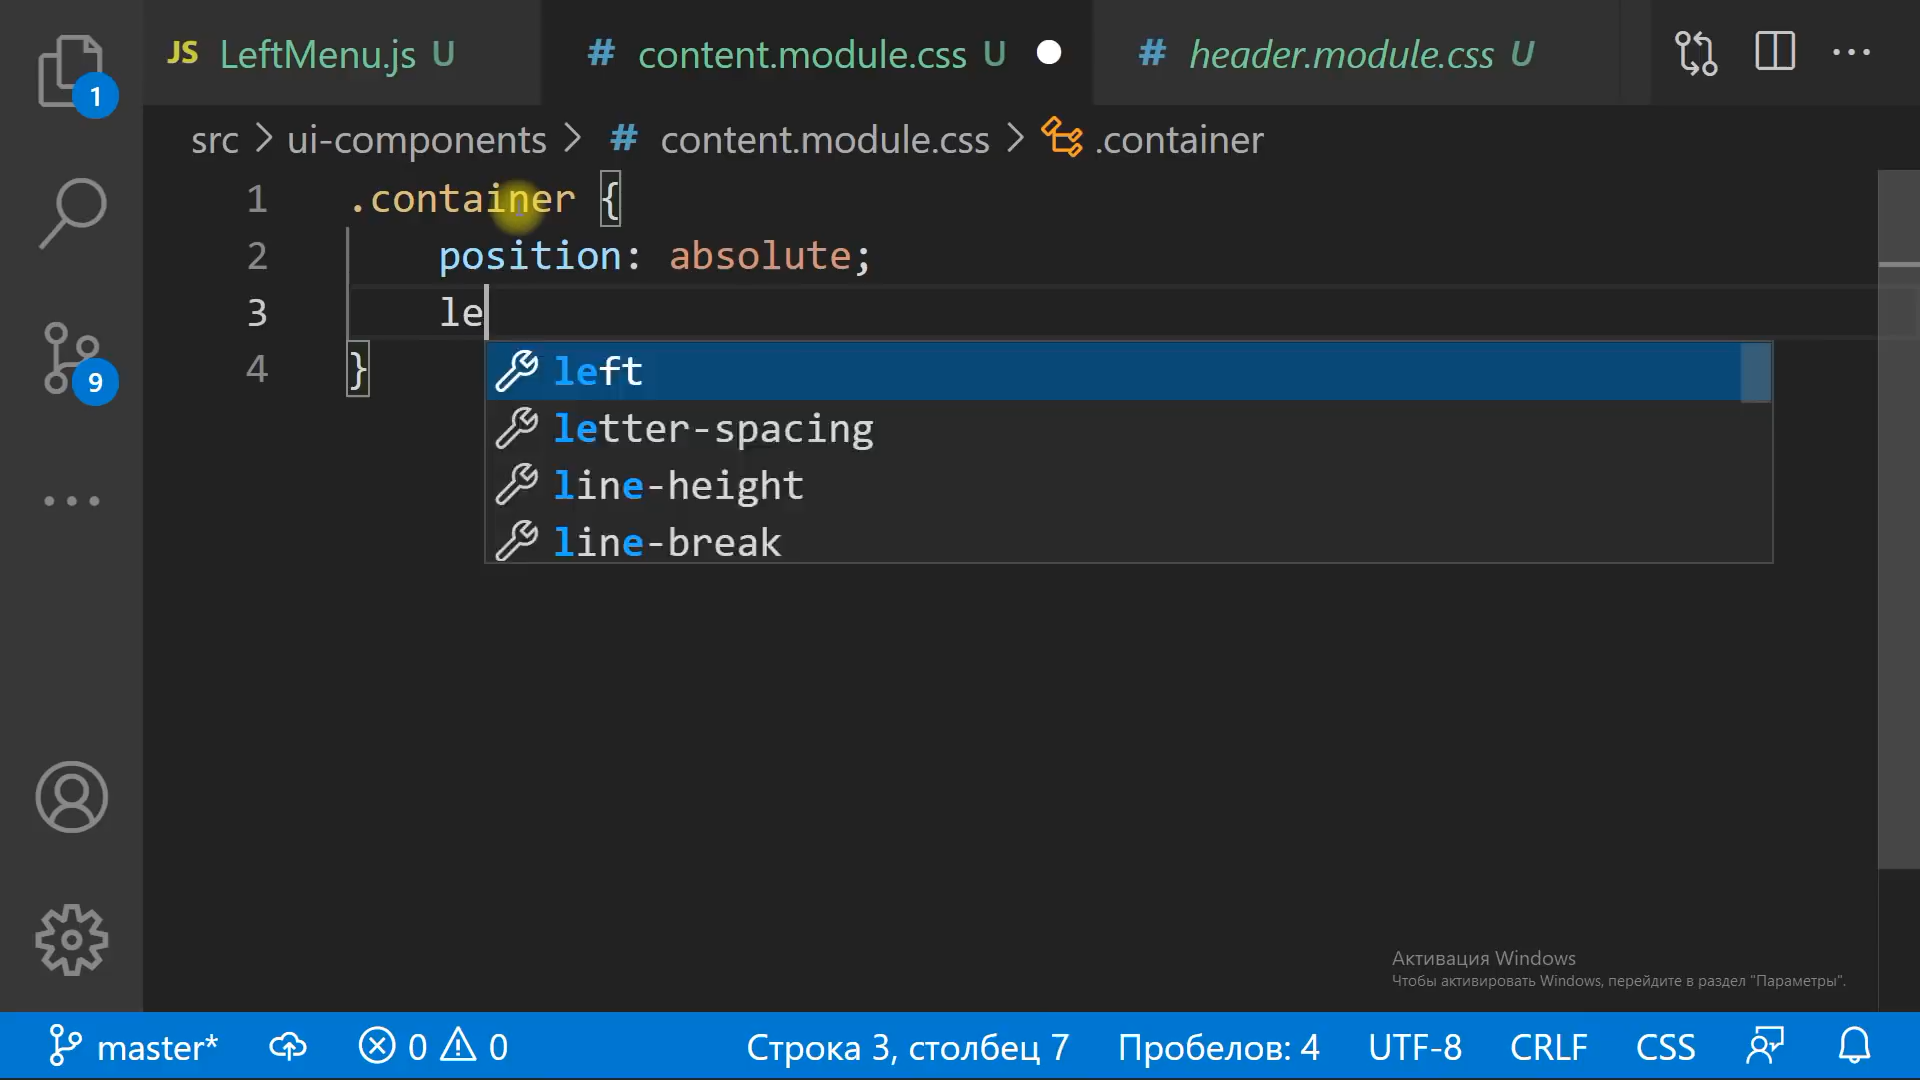 JS LeftMenu.js U # content.module.css U # header.module.css U
1
src > ui-components > # content.module.css > .container
1 .container {
2 position: absolute;
3 le
4 }
left
letter-spacing
line-height
line-break
9
Активация Windows
Чтобы активировать Windows, перейдите в раздел "Параметры".
master* 0 0 Строка 3, столбец 7 Пробелов: 4 UTF-8 CRLF CSS